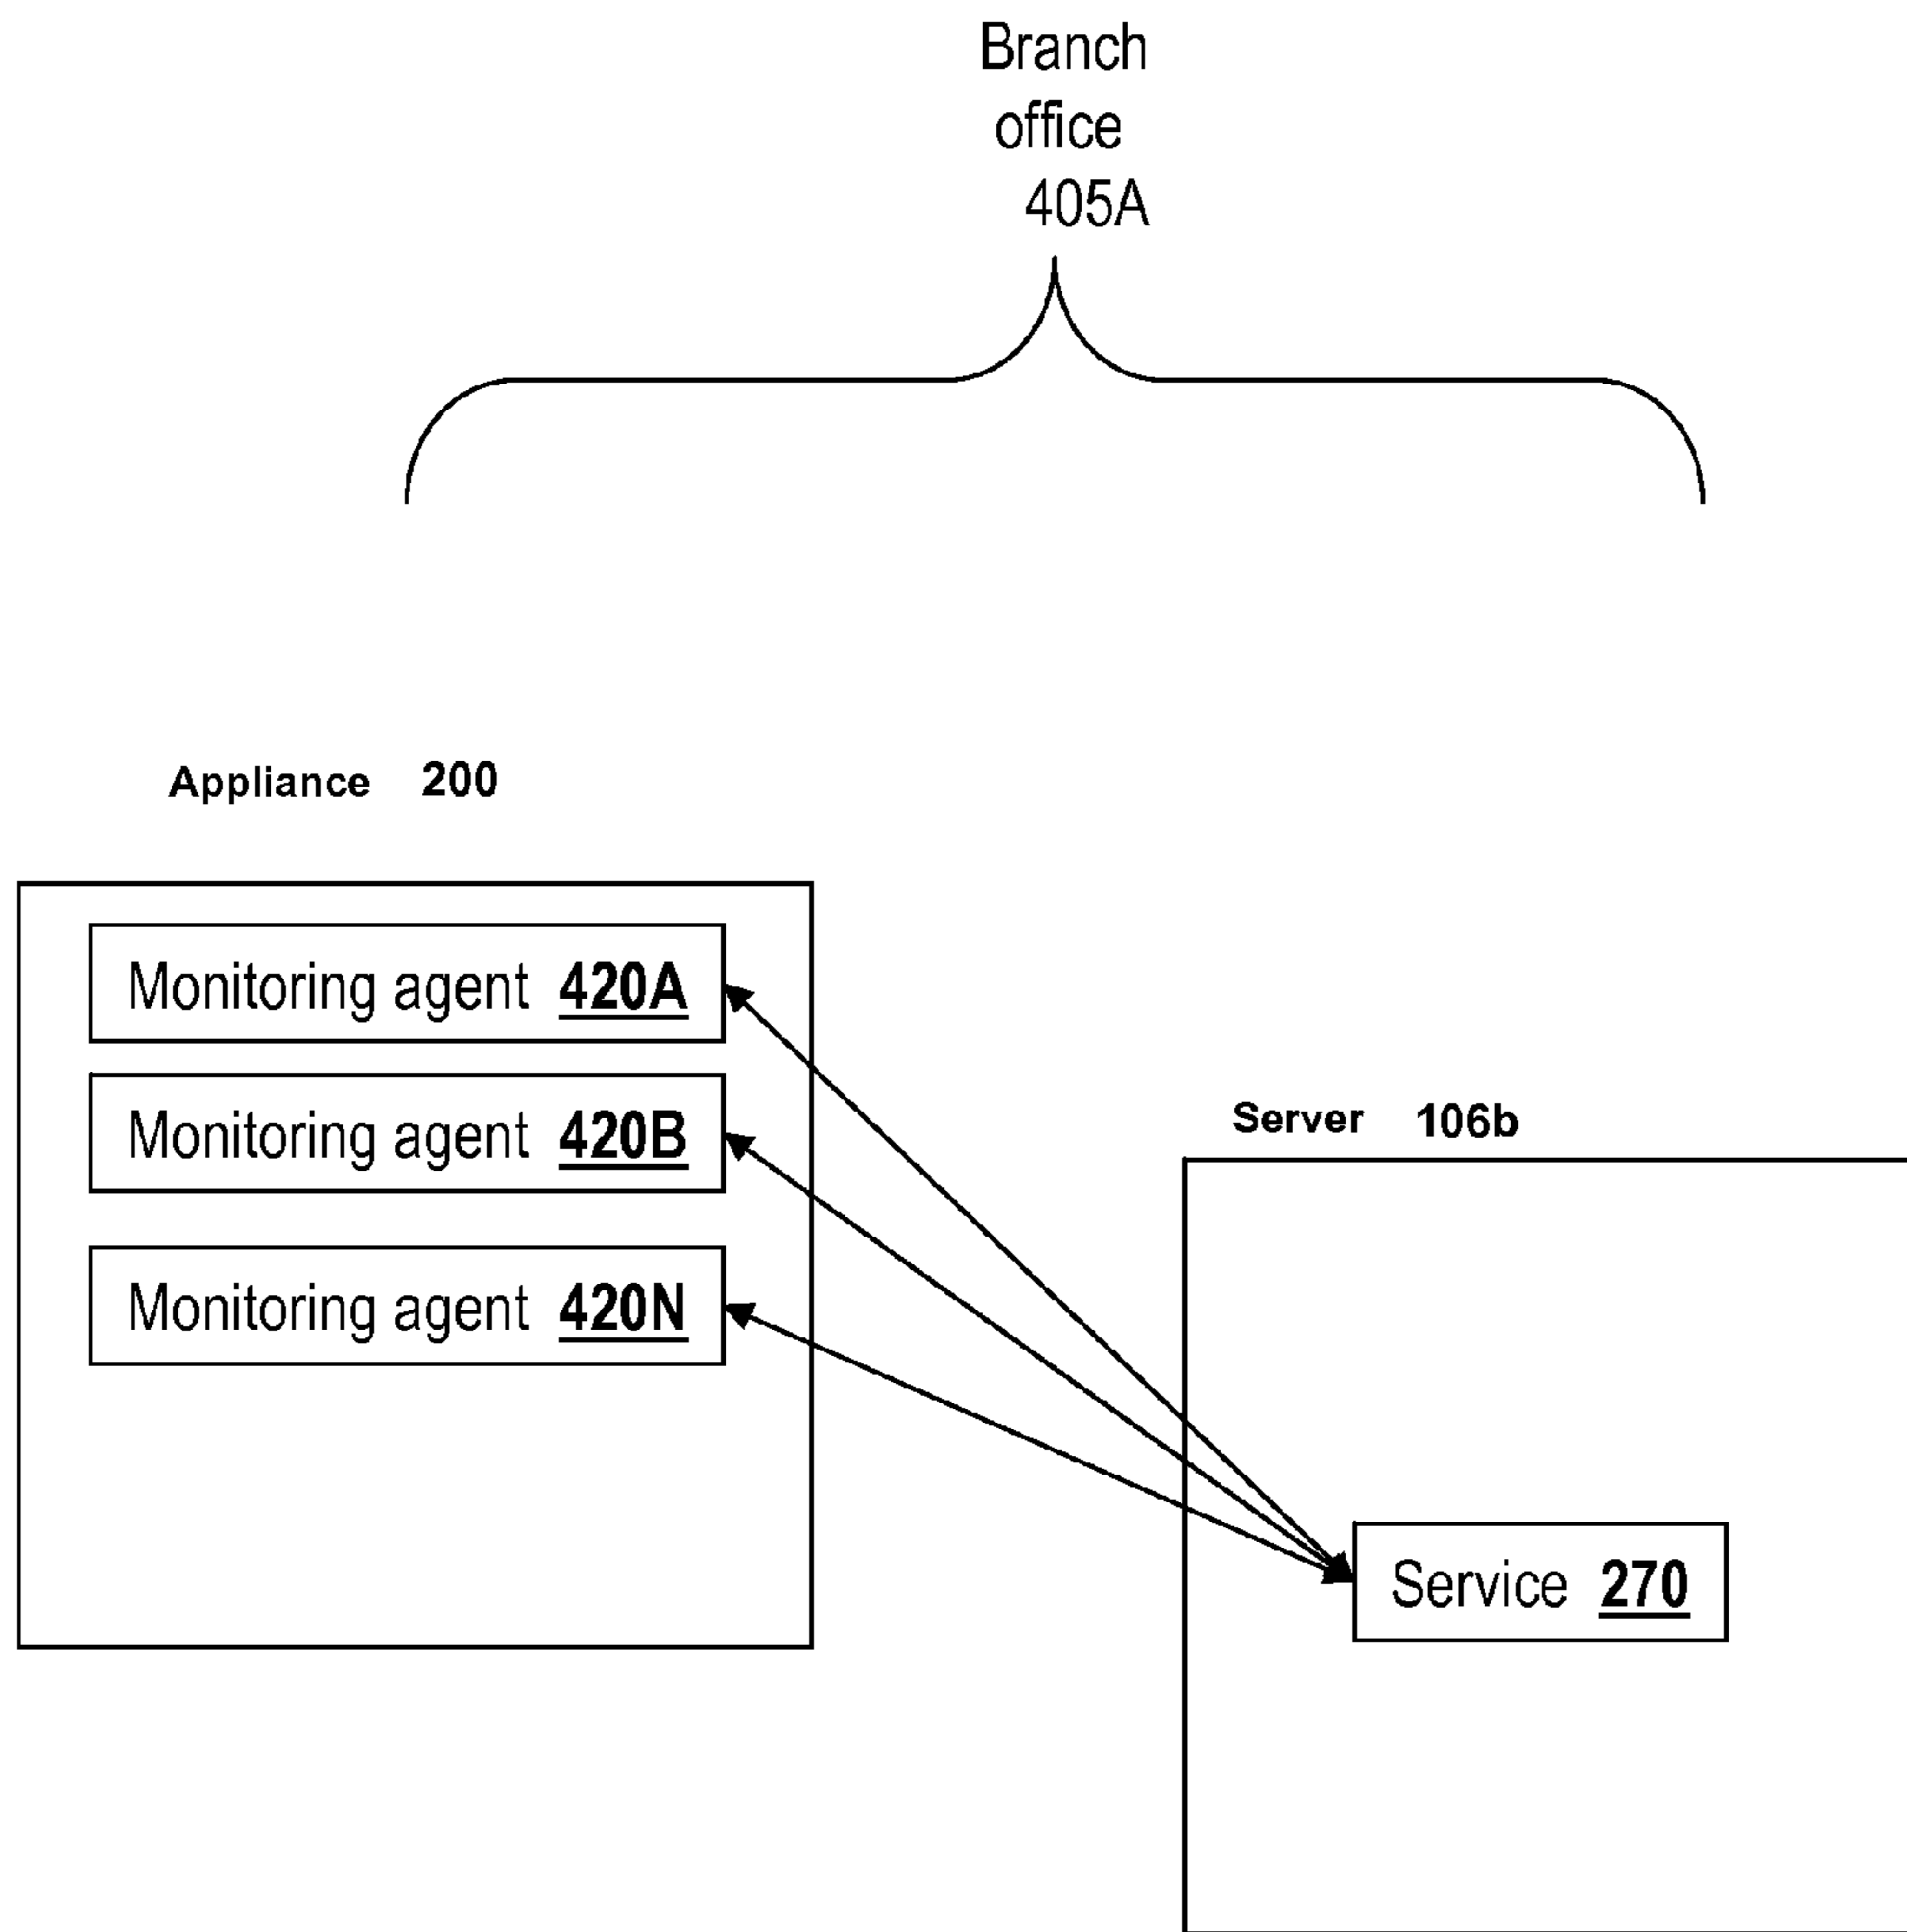 Branch
office
405A
Appliance 200
Monitoring agent 420A
Monitoring agent 420B
Monitoring agent 420N
Server 106b
Service 270